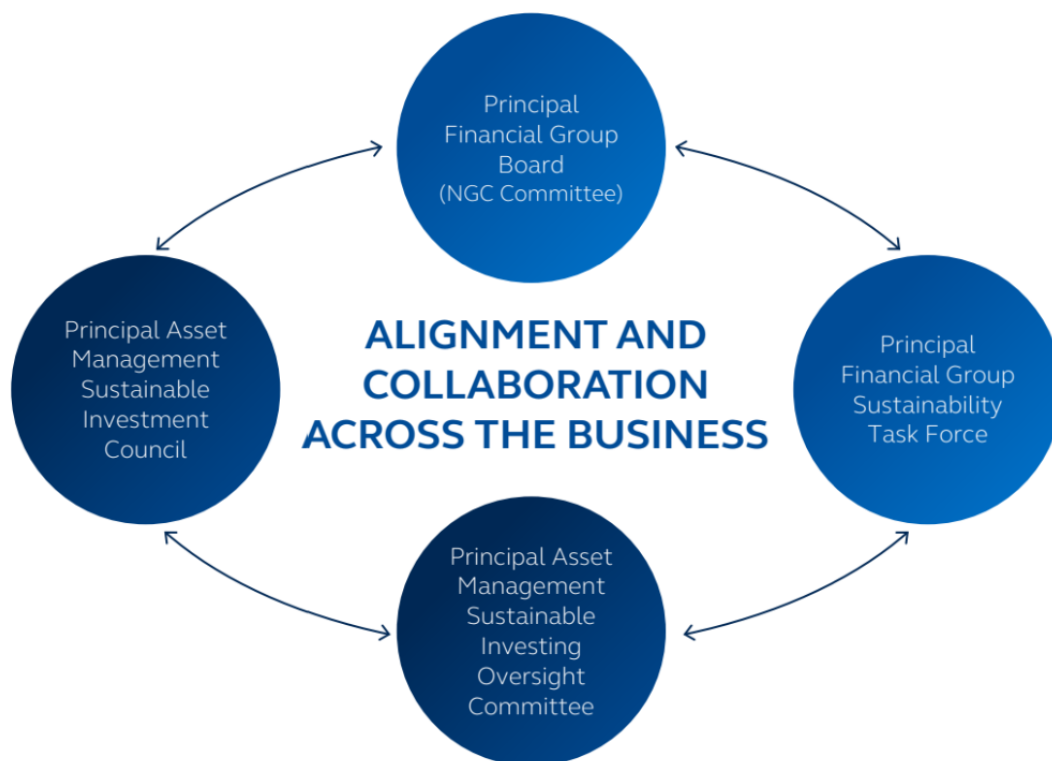 Principal
Financial Group
Board
(NGC Committee)
Principal Asset
Management
Sustainable
Investment
Council
ALIGNMENT AND
COLLABORATION
ACROSS THE BUSINESS
Principal
Financial Group
Sustainability
Task Force
Principal Asset
Management
Sustainable
Investing
Oversight
Committee